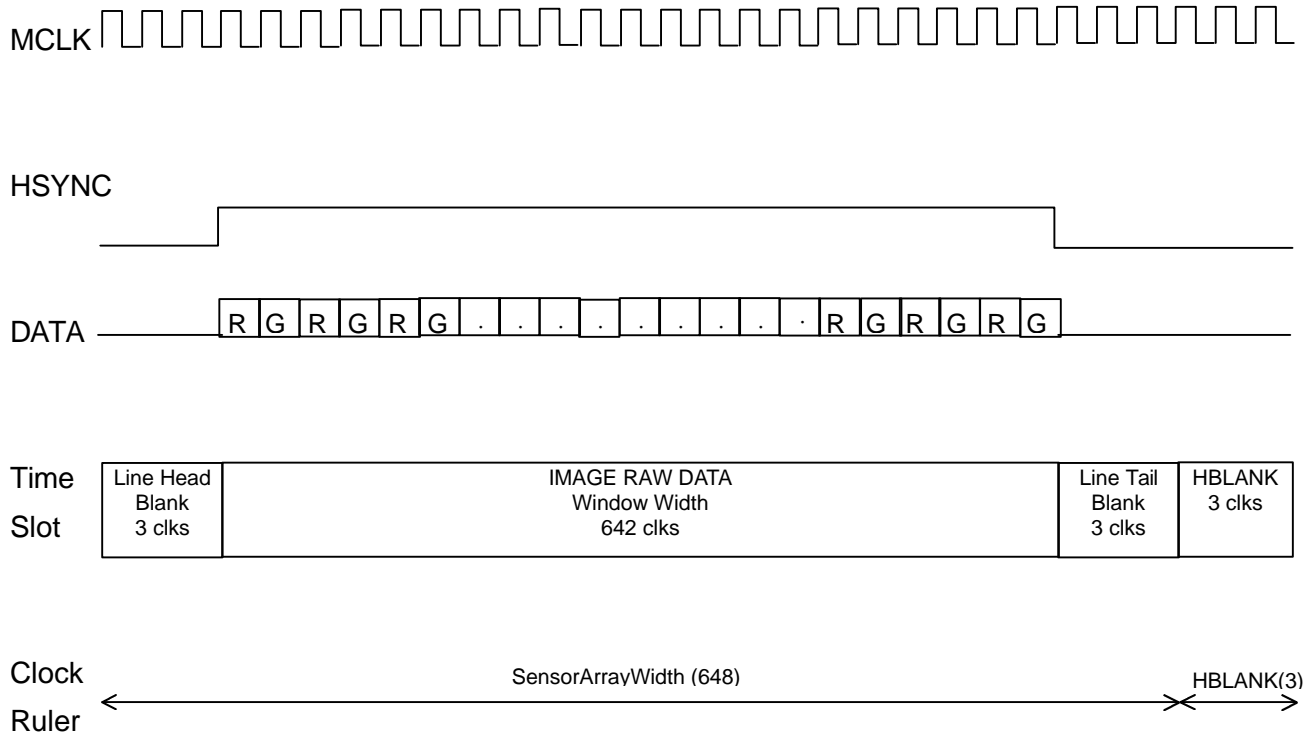 MCLK
HSYNC
DATA R G R G R G . . . . . . . . . R G R G R G
Time
Slot
Line Head
Blank
3 clks
IMAGE RAW DATA
Window Width
642 clks
Line Tail
Blank
3 clks
HBLANK
3 clks
Clock
Ruler
SensorArrayWidth (648)
HBLANK(3)